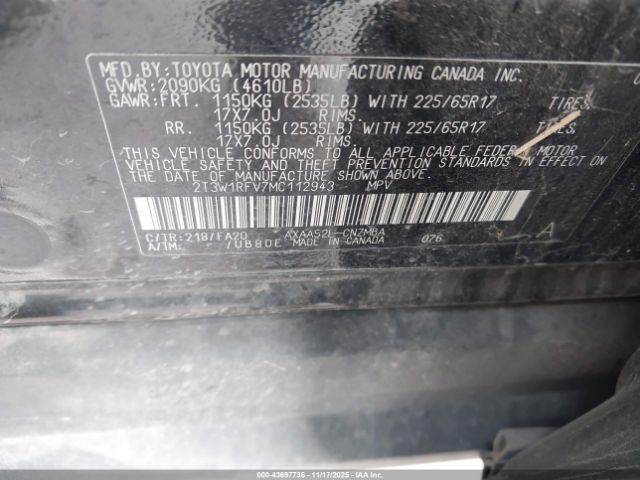 MFD.BY:TOYOTA MOTOR MANUFACTURING CANADA INC.
GVWR:2090KG (4610LB)
GAWR:FRT. 1150KG (2535LB) WITH 225/65R17 TIRES,
17X7.0J RIMS.
RR. 1150KG (2535LB) WITH 225/65R17 TIRES,
17X7.0J RIMS.
THIS VEHICLE CONFORMS TO ALL APPLICABLE FEDERAL MOTOR
VEHICLE SAFETY AND THEFT PREVENTION STANDARDS IN EFFECT ON
THE DATE OF MANUFACTURE SHOWN ABOVE.
2T3W1RFV7MC112943 MPV
C/TR:218/FA20 AXAA52L-CNZMBA
A/TM: /UB80E MADE IN CANADA 076 A
000-43697736 - 11/17/2025 - IAAI.COM